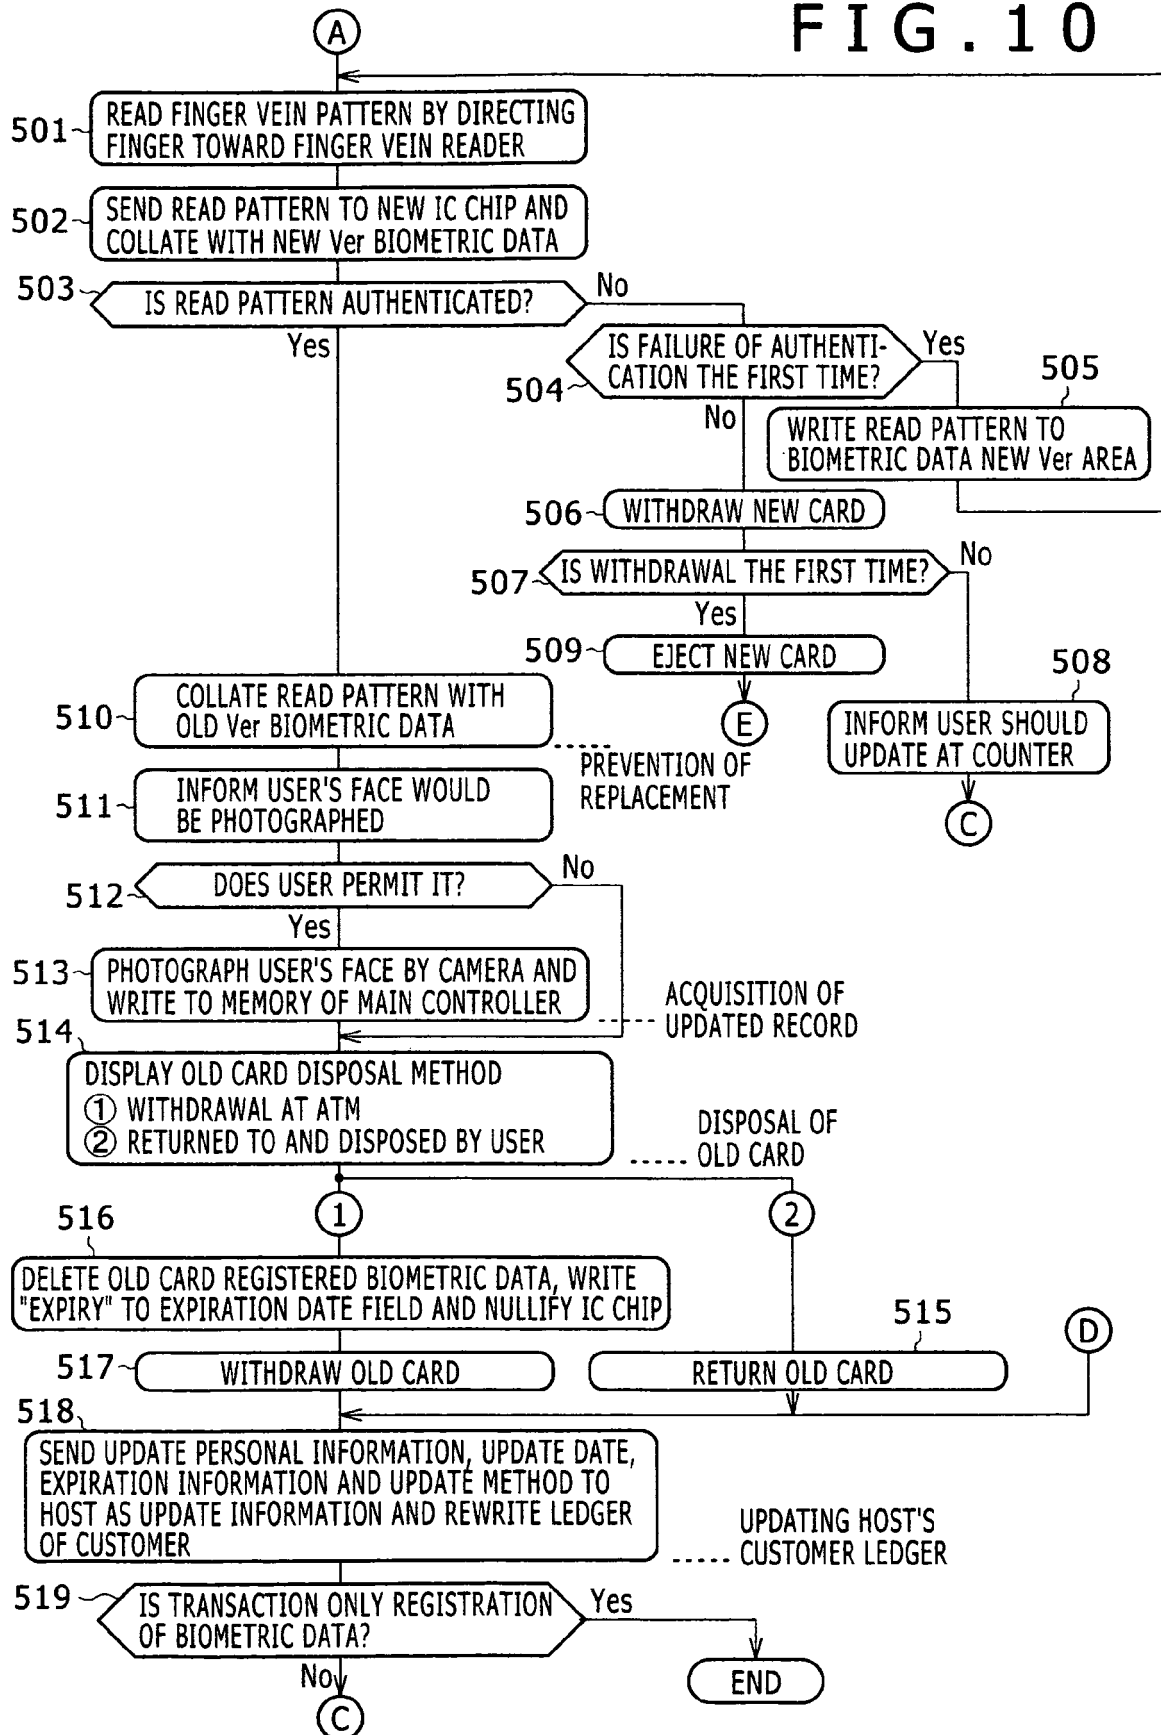 FIG.10
A
501
READ FINGER VEIN PATTERN BY DIRECTING
FINGER TOWARD FINGER VEIN READER
502
SEND READ PATTERN TO NEW IC CHIP AND
COLLATE WITH NEW Ver BIOMETRIC DATA
503
IS READ PATTERN AUTHENTICATED?
No
Yes
504
IS FAILURE OF AUTHENTI-
CATION THE FIRST TIME?
Yes
No
505
WRITE READ PATTERN TO
BIOMETRIC DATA NEW Ver AREA
506
WITHDRAW NEW CARD
507
IS WITHDRAWAL THE FIRST TIME?
No
Yes
509
EJECT NEW CARD
E
508
INFORM USER SHOULD
UPDATE AT COUNTER
C
510
COLLATE READ PATTERN WITH
OLD Ver BIOMETRIC DATA
PREVENTION OF
REPLACEMENT
511
INFORM USER'S FACE WOULD
BE PHOTOGRAPHED
512
DOES USER PERMIT IT?
No
Yes
513
PHOTOGRAPH USER'S FACE BY CAMERA AND
WRITE TO MEMORY OF MAIN CONTROLLER
ACQUISITION OF
UPDATED RECORD
514
DISPLAY OLD CARD DISPOSAL METHOD
① WITHDRAWAL AT ATM
② RETURNED TO AND DISPOSED BY USER
DISPOSAL OF
OLD CARD
1
2
516
DELETE OLD CARD REGISTERED BIOMETRIC DATA, WRITE
"EXPIRY" TO EXPIRATION DATE FIELD AND NULLIFY IC CHIP
517
WITHDRAW OLD CARD
515
RETURN OLD CARD
D
518
SEND UPDATE PERSONAL INFORMATION, UPDATE DATE,
EXPIRATION INFORMATION AND UPDATE METHOD TO
HOST AS UPDATE INFORMATION AND REWRITE LEDGER
OF CUSTOMER
UPDATING HOST'S
CUSTOMER LEDGER
519
IS TRANSACTION ONLY REGISTRATION
OF BIOMETRIC DATA?
Yes
No
END
C